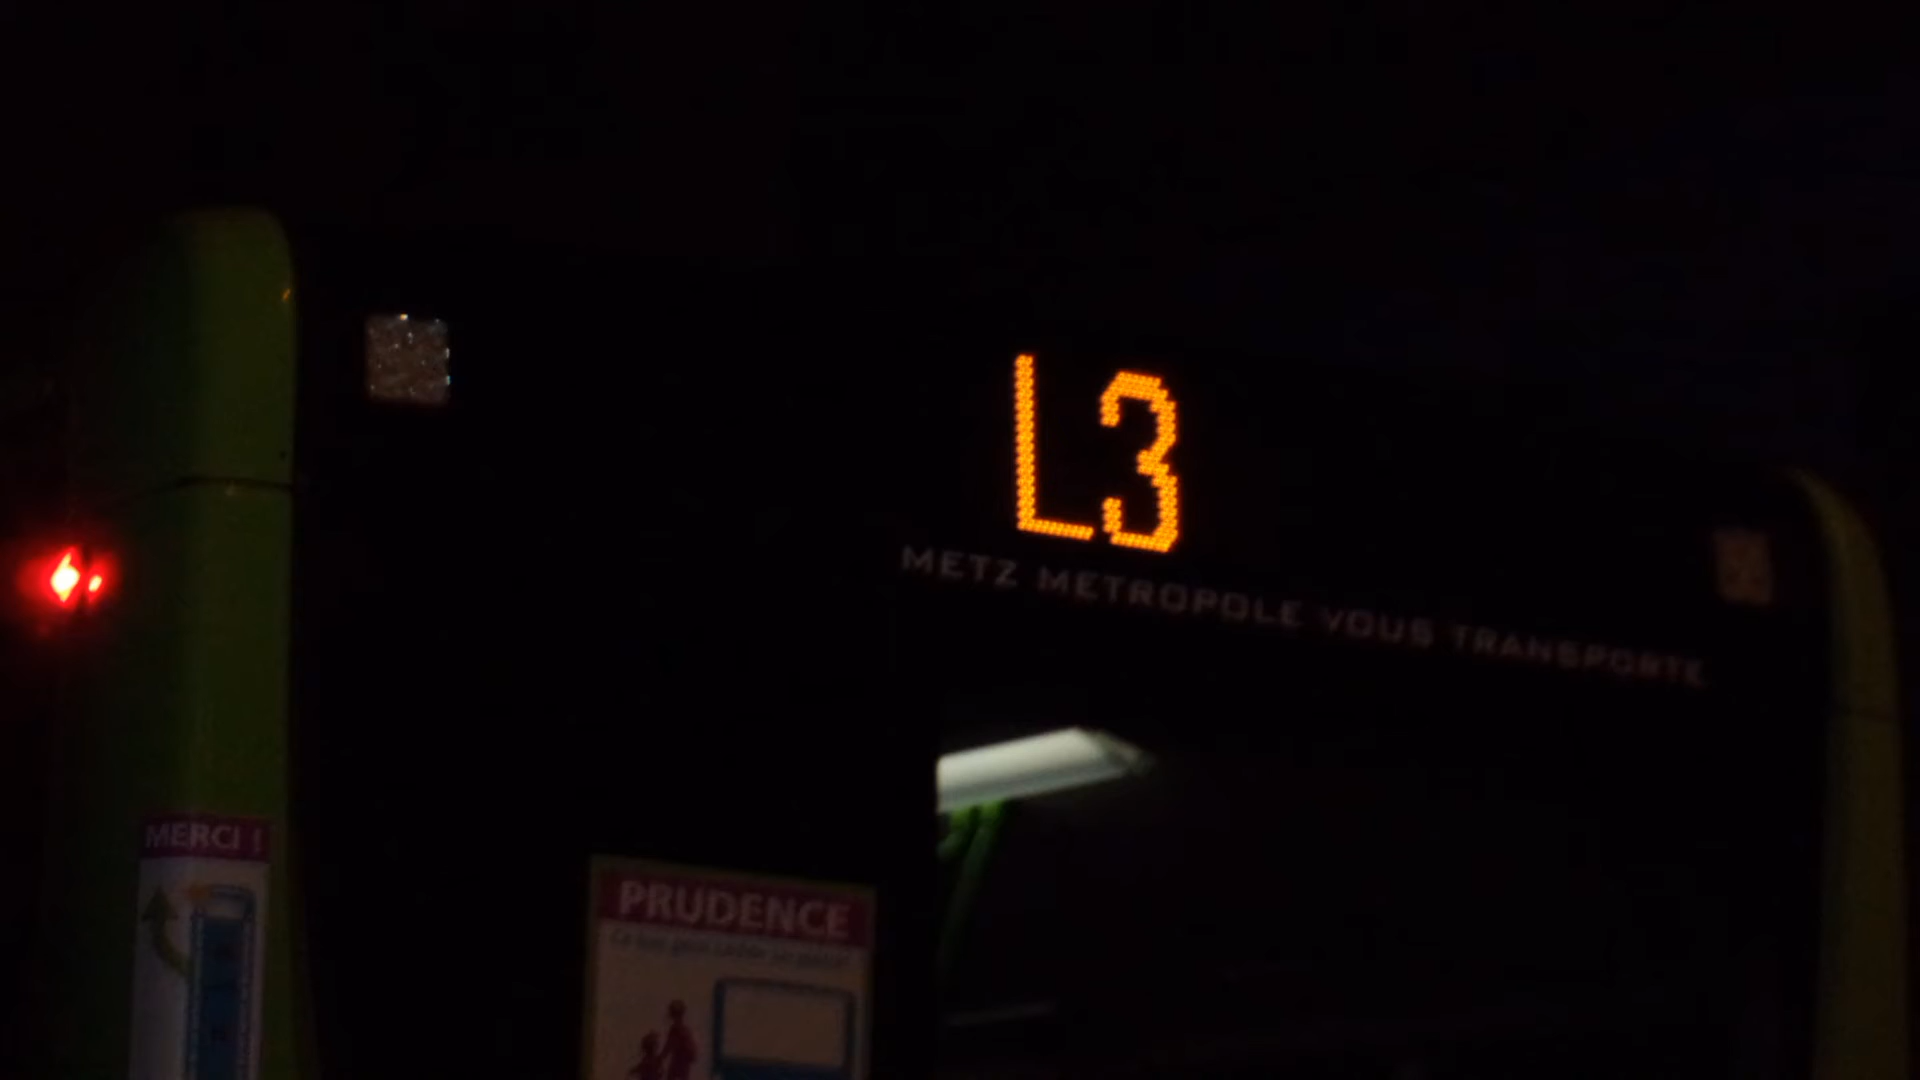 L3
METZ METROPOLE VOUS TRANSPORTE
MERCI !
PRUDENCE